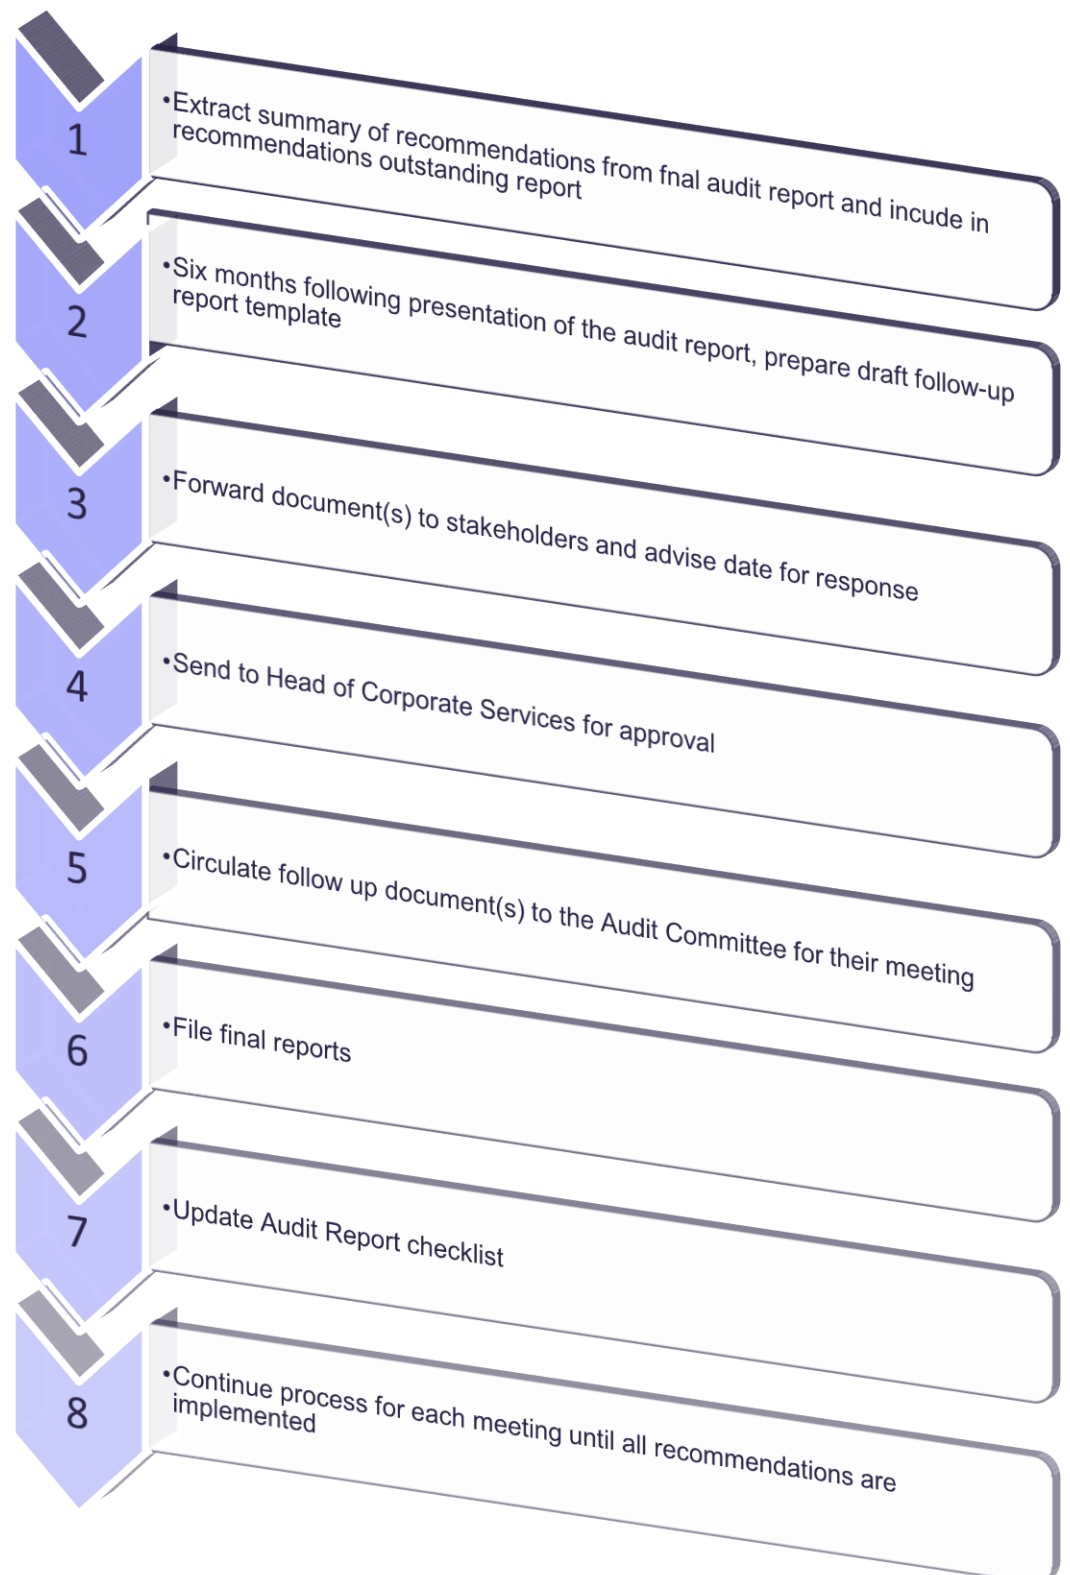 1
•Extract summary of recommendations from fnal audit report and incude in
recommendations outstanding report
2
•Six months following presentation of the audit report, prepare draft follow-up
report template
3
•Forward document(s) to stakeholders and advise date for response
4
•Send to Head of Corporate Services for approval
5
•Circulate follow up document(s) to the Audit Committee for their meeting
6
•File final reports
7
•Update Audit Report checklist
8
•Continue process for each meeting until all recommendations are
implemented